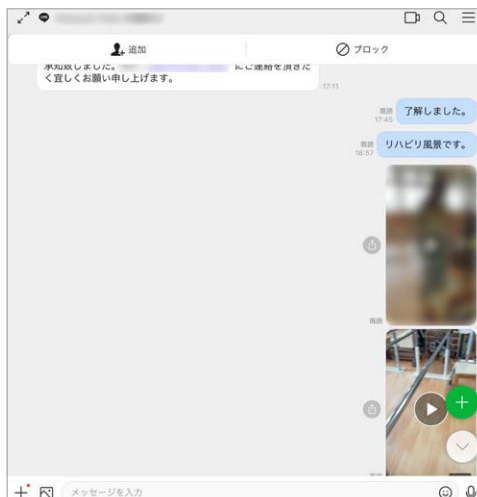 追加
ブロック
承知致しました。
にご連絡を頂きた
く宜しくお願い申し上げます。
17:11
既読
17:45
了解しました。
既読
18:57
リハビリ風景です。
既読
メッセージを入力